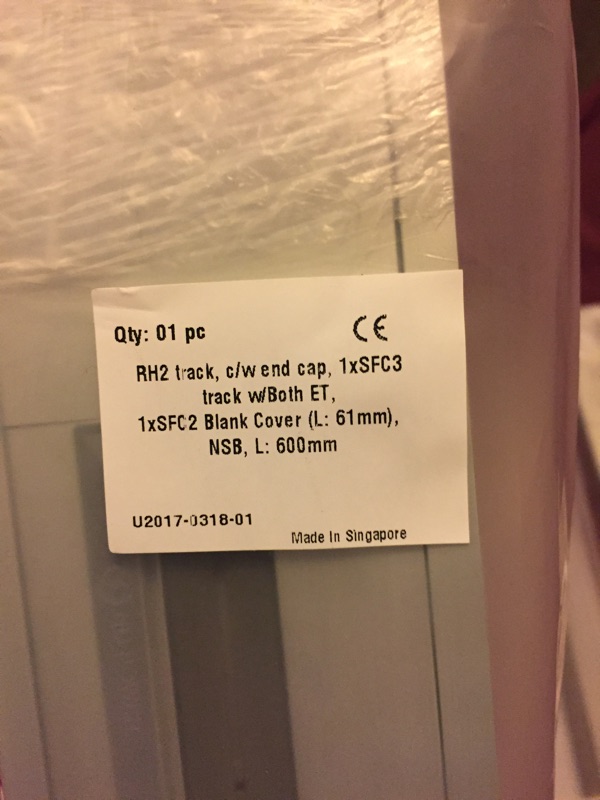 Qty: 01 pc CE
RH2 track, c/w end cap, 1xSFC3
track w/Both ET,
1xSFC2 Blank Cover (L: 61mm),
NSB, L: 600mm
U2017-0318-01
Made In Singapore